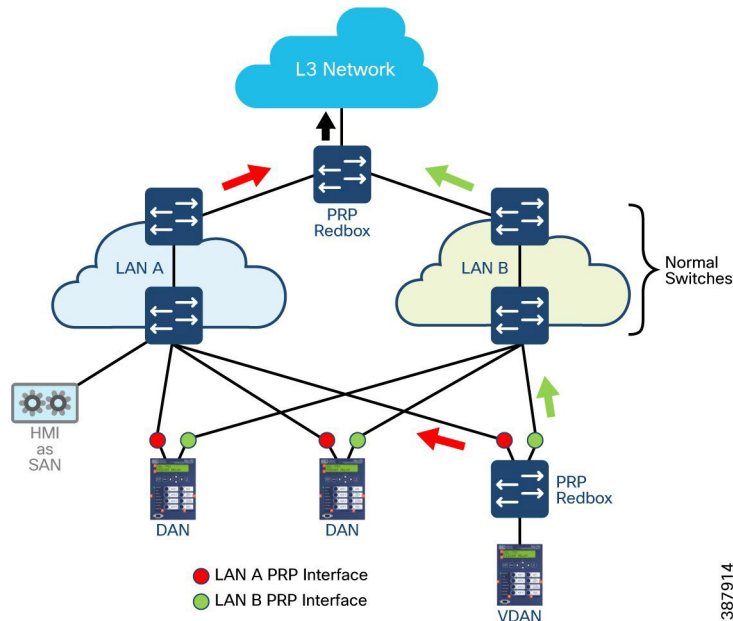 L3 Network
PRP
Redbox
LAN A
LAN B
Normal
Switches
HMI
as
SAN
DAN
DAN
PRP
Redbox
VDAN
LAN A PRP Interface
LAN B PRP Interface
387914